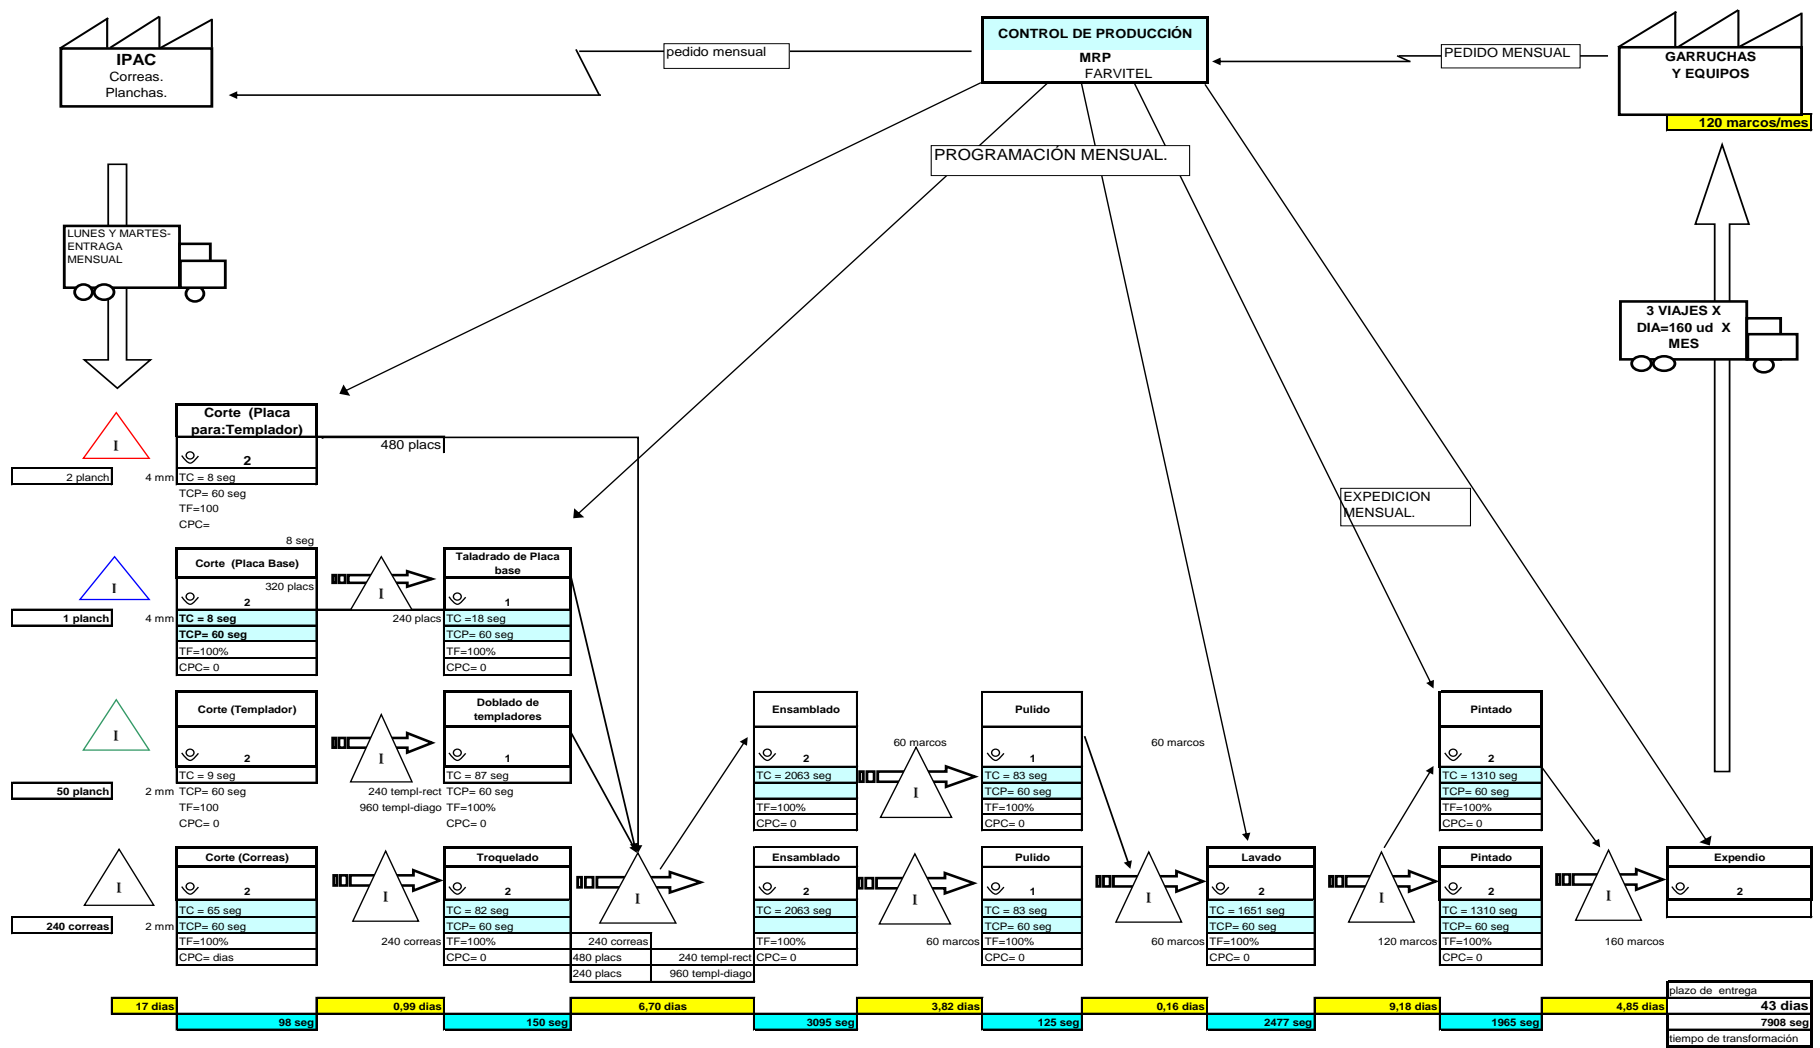 IPAC
Correas.
Planchas.
pedido mensual
CONTROL DE PRODUCCIÓN
MRP
FARVITEL
PEDIDO MENSUAL
GARRUCHAS
Y EQUIPOS
120 marcos/mes
PROGRAMACIÓN MENSUAL.
LUNES Y MARTES-
ENTRAGA
MENSUAL
3 VIAJES X
DIA=160 ud X
MES
EXPEDICION
MENSUAL.
I
2 planch
4 mm
Corte (Placa
para:Templador)
2
TC = 8 seg
TCP= 60 seg
TF=100
CPC=
8 seg
480 placs
I
1 planch
4 mm
Corte (Placa Base)
320 placs
2
TC = 8 seg
TCP= 60 seg
TF=100%
CPC= 0
I
240 placs
Taladrado de Placa
base
1
TC =18 seg
TCP= 60 seg
TF=100%
CPC= 0
I
50 planch
2 mm
Corte (Templador)
2
TC = 9 seg
TCP= 60 seg
TF=100
CPC= 0
I
240 templ-rect
960 templ-diago
Doblado de
templadores
1
TC = 87 seg
TCP= 60 seg
TF=100%
CPC= 0
Ensamblado
2
TC = 2063 seg
TF=100%
CPC= 0
60 marcos
I
Pulido
1
TC = 83 seg
TCP= 60 seg
TF=100%
CPC= 0
60 marcos
Pintado
2
TC = 1310 seg
TCP= 60 seg
TF=100%
CPC= 0
I
240 correas
2 mm
Corte (Correas)
2
TC = 65 seg
TCP= 60 seg
TF=100%
CPC= dias
I
240 correas
Troquelado
2
TC = 82 seg
TCP= 60 seg
TF=100%
CPC= 0
I
240 correas
480 placs
240 templ-rect
240 placs
960 templ-diago
Ensamblado
2
TC = 2063 seg
TF=100%
CPC= 0
I
60 marcos
Pulido
1
TC = 83 seg
TCP= 60 seg
TF=100%
CPC= 0
I
60 marcos
Lavado
2
TC = 1651 seg
TCP= 60 seg
TF=100%
CPC= 0
I
120 marcos
Pintado
2
TC = 1310 seg
TCP= 60 seg
TF=100%
CPC= 0
I
160 marcos
Expendio
2
17 dias
0,99 dias
6,70 dias
3,82 dias
0,16 dias
9,18 dias
4,85 dias
plazo de entrega
43 dias
98 seg
150 seg
3095 seg
125 seg
2477 seg
1965 seg
7908 seg
tiempo de transformación